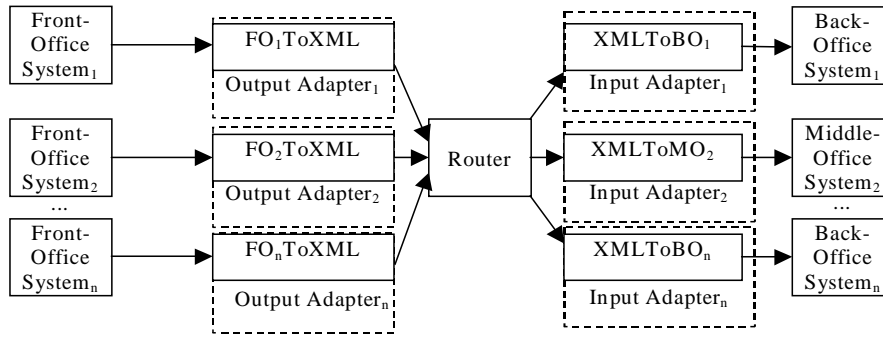 Front-
Office
System₁
FO₁ToXML
Output Adapter₁
XMLToBO₁
Input Adapter₁
Back-
Office
System₁
Front-
Office
System₂
...
FO₂ToXML
Output Adapter₂
Router
XMLToMO₂
Input Adapter₂
Middle-
Office
System₂
...
Front-
Office
Systemₙ
FOₙToXML
Output Adapterₙ
XMLToBOₙ
Input Adapterₙ
Back-
Office
Systemₙ